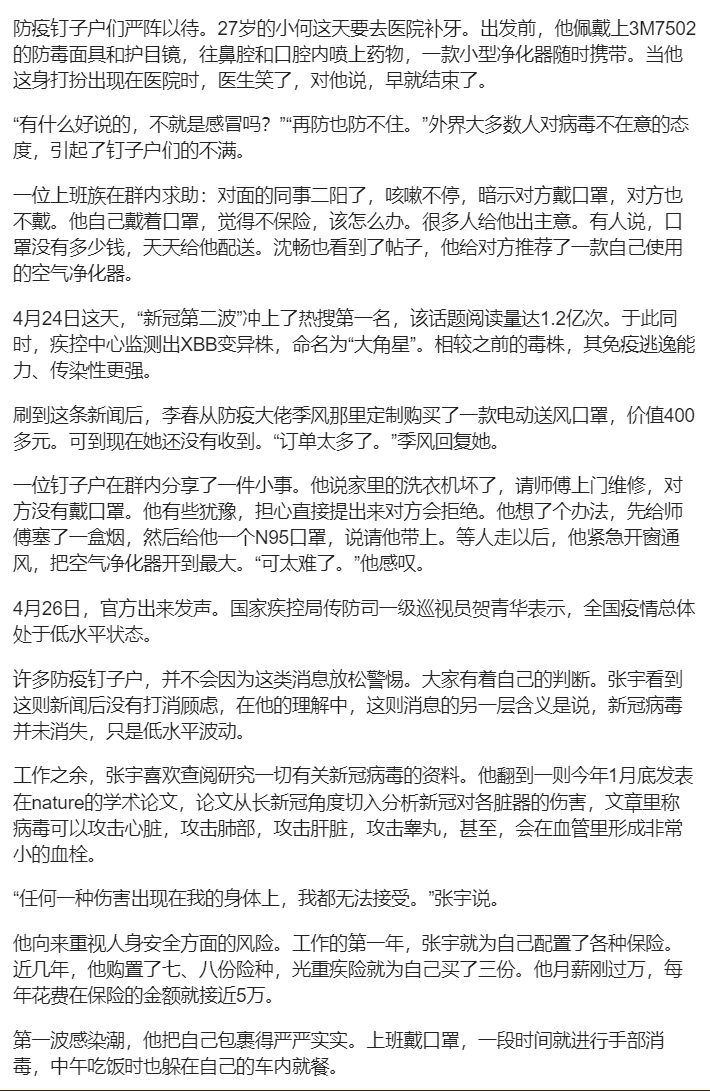 防疫钉子户们严阵以待。27岁的小何这天要去医院补牙。出发前，他佩戴上3M7502
的防毒面具和护目镜，往鼻腔和口腔内喷上药物，一款小型净化器随时携带。当他
这身打扮出现在医院时，医生笑了，对他说，早就结束了。
“有什么好说的，不就是感冒吗？”“再防也防不住。”外界大多数人对病毒不在意的态
度，引起了钉子户们的不满。
一位上班族在群内求助：对面的同事二阳了，咳嗽不停，暗示对方戴口罩，对方也
不戴。他自己戴着口罩，觉得不保险，该怎么办。很多人给他出主意。有人说，口
罩没有多少钱，天天给他配送。沈畅也看到了帖子，他给对方推荐了一款自己使用
的空气净化器。
4月24日这天，“新冠第二波”冲上了热搜第一名，该话题阅读量达1.2亿次。于此同
时，疾控中心监测出XBB变异株，命名为“大角星”。相较之前的毒株，其免疫逃逸能
力、传染性更强。
刷到这条新闻后，李春从防疫大佬季风那里定制购买了一款电动送风口罩，价值400
多元。可到现在她还没有收到。“订单太多了。”季风回复她。
一位钉子户在群内分享了一件小事。他说家里的洗衣机坏了，请师傅上门维修，对
方没有戴口罩。他有些犹豫，担心直接提出来对方会拒绝。他想了个办法，先给师
傅塞了一盒烟，然后给他一个N95口罩，说请他带上。等人走以后，他紧急开窗通
风，把空气净化器开到最大。“可太难了。”他感叹。
4月26日，官方出来发声。国家疾控局传防司一级巡视员贺青华表示，全国疫情总体
处于低水平状态。
许多防疫钉子户，并不会因为这类消息放松警惕。大家有着自己的判断。张宇看到
这则新闻后没有打消顾虑，在他的理解中，这则消息的另一层含义是说，新冠病毒
并未消失，只是低水平波动。
工作之余，张宇喜欢查阅研究一切有关新冠病毒的资料。他翻到一则今年1月底发表
在nature的学术论文，论文从长新冠角度切入分析新冠对各脏器的伤害，文章里称
病毒可以攻击心脏，攻击肺部，攻击肝脏，攻击睾丸，甚至，会在血管里形成非常
小的血栓。
“任何一种伤害出现在我的身体上，我都无法接受。”张宇说。
他向来重视人身安全方面的风险。工作的第一年，张宇就为自己配置了各种保险。
近几年，他购置了七、八份险种，光重疾险就为自己买了三份。他月薪刚过万，每
年花费在保险的金额就接近5万。
第一波感染潮，他把自己包裹得严严实实。上班戴口罩，一段时间就进行手部消
毒，中午吃饭时也躲在自己的车内就餐。